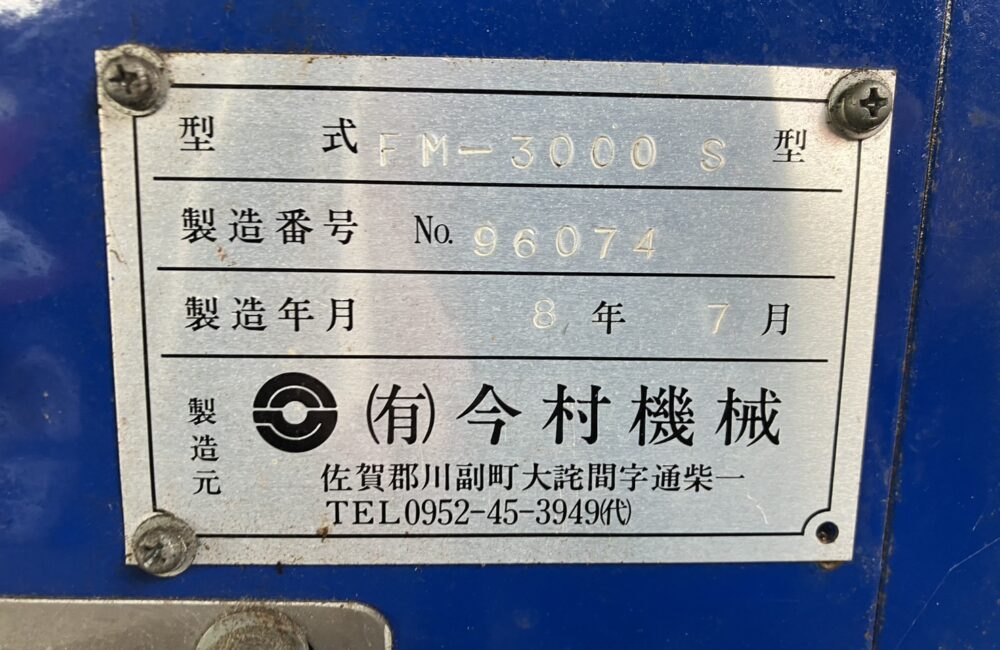 型式 FM-3000 S 型
製造番号 No. 96074
製造年月 8年 7月
製造元 ㈲今村機械
佐賀郡川副町大詫間字通柴一
TEL0952-45-3949㈹